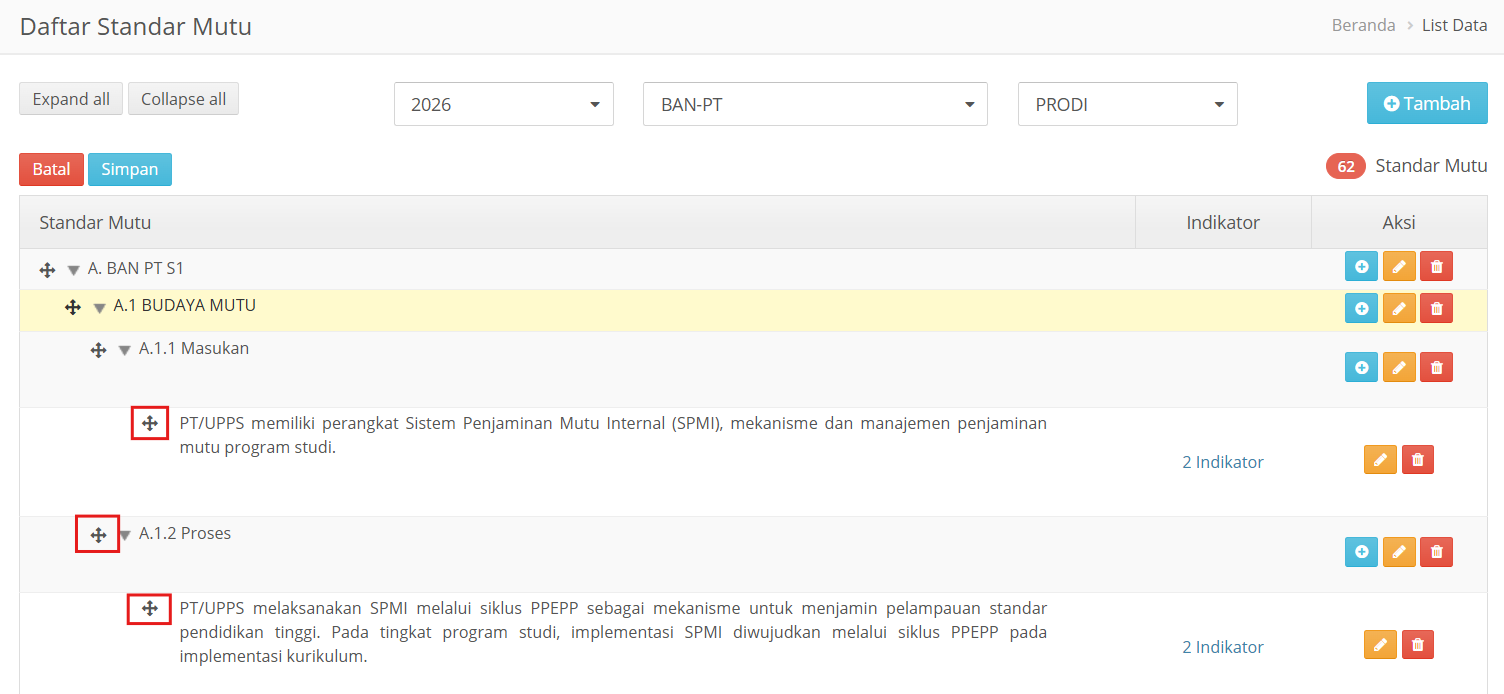 Daftar Standar Mutu
Beranda > List Data
Expand all
Collapse all
2026
BAN-PT
PRODI
Tambah
Batal
Simpan
62 Standar Mutu
Standar Mutu
Indikator
Aksi
A. BAN PT S1
A.1 BUDAYA MUTU
A.1.1 Masukan
PT/UPPS memiliki perangkat Sistem Penjaminan Mutu Internal (SPMI), mekanisme dan manajemen penjaminan
mutu program studi.
2 Indikator
A.1.2 Proses
PT/UPPS melaksanakan SPMI melalui siklus PPEPP sebagai mekanisme untuk menjamin pelampauan standar
pendidikan tinggi. Pada tingkat program studi, implementasi SPMI diwujudkan melalui siklus PPEPP pada
implementasi kurikulum.
2 Indikator